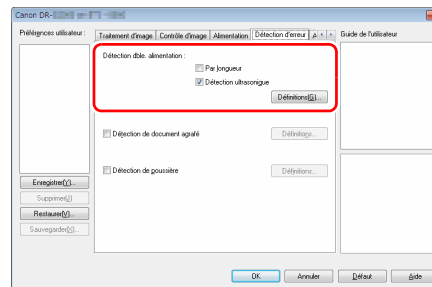 Canon DR-
Préférences utilisateur :
Traitement d'image
Contrôle d'image
Alimentation
Détection d'erreur
Guide de l'utilisateur
Détection dble. alimentation :
Par longueur
Détection ultrasonique
Définitions(G)...
Détection de document agrafé
Définitions...
Détection de poussière
Définitions...
Enregistrer(Y)...
Supprimer(J)
Restaurer(V)...
Sauvegarder(X)...
OK
Annuler
Défaut
Aide